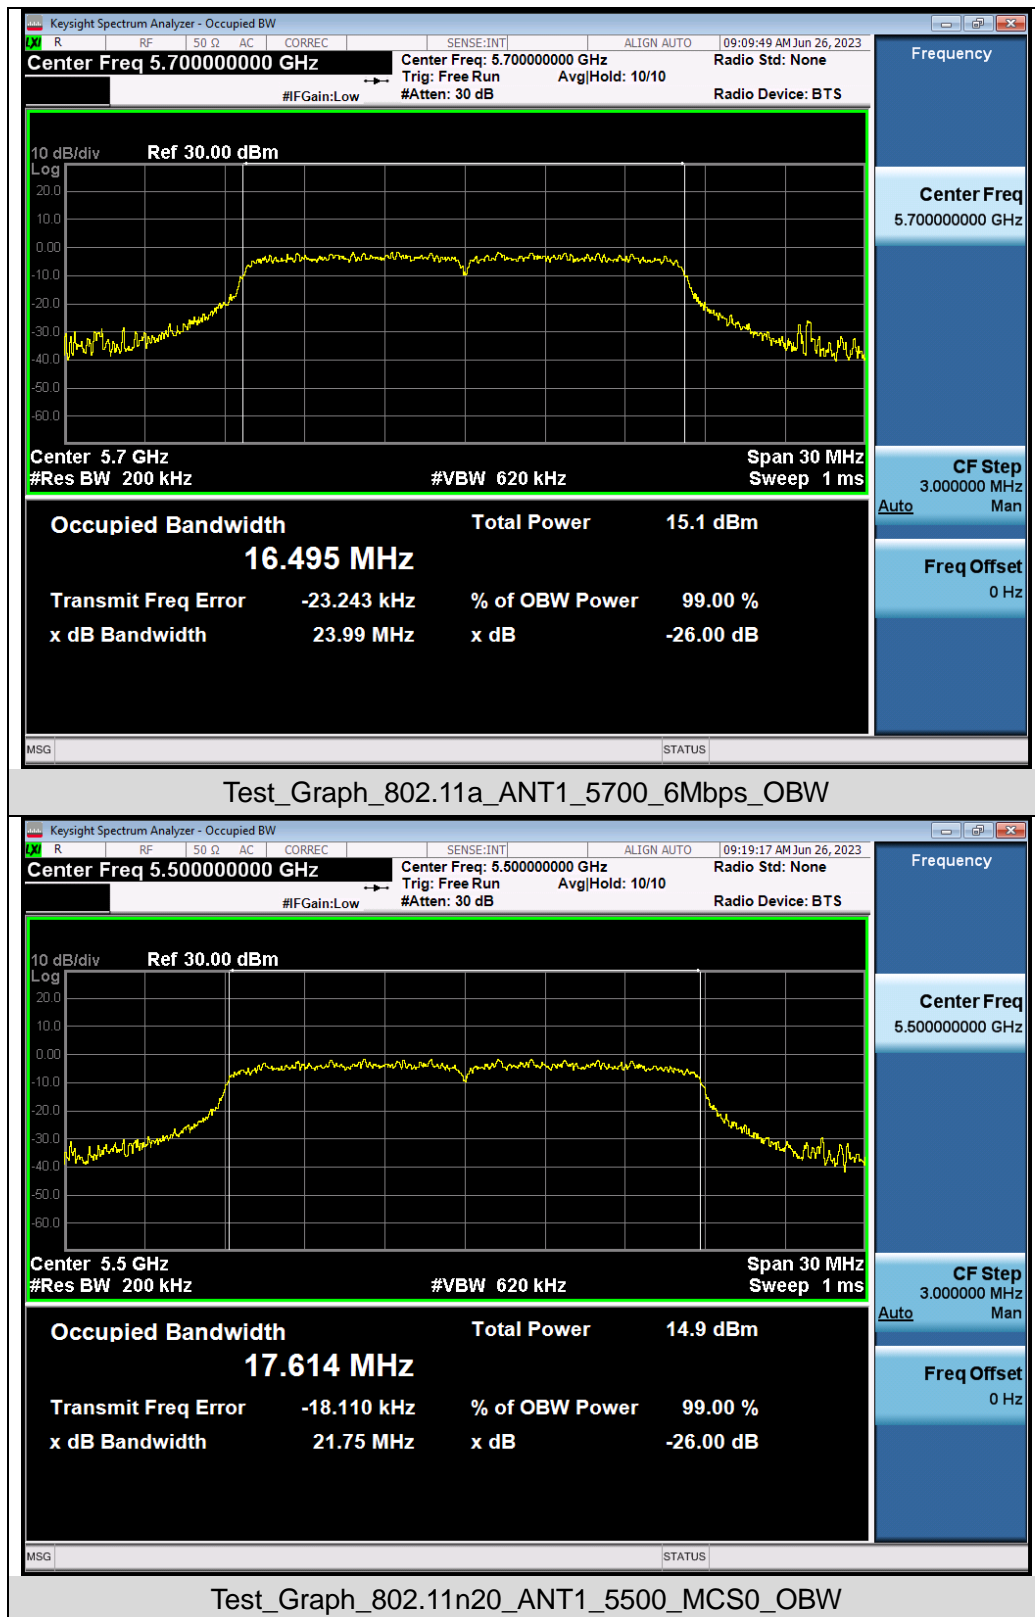 Keysight Spectrum Analyzer - Occupied BW
LXI R RF 50 Ω AC CORREC SENSE:INT ALIGN AUTO 09:09:49 AM Jun 26, 2023
Center Freq 5.700000000 GHz Center Freq: 5.700000000 GHz Radio Std: None
Trig: Free Run Avg|Hold: 10/10
#IFGain:Low #Atten: 30 dB Radio Device: BTS
Frequency
10 dB/div Ref 30.00 dBm
Log
20.0
10.0
0.00
-10.0
-20.0
-30.0
-40.0
-50.0
-60.0
Center 5.7 GHz Span 30 MHz
#Res BW 200 kHz #VBW 620 kHz Sweep 1 ms
Center Freq
5.700000000 GHz
CF Step
3.000000 MHz
Auto Man
Freq Offset
0 Hz
Occupied Bandwidth Total Power 15.1 dBm
16.495 MHz
Transmit Freq Error -23.243 kHz % of OBW Power 99.00 %
x dB Bandwidth 23.99 MHz x dB -26.00 dB
MSG STATUS
Test_Graph_802.11a_ANT1_5700_6Mbps_OBW
Keysight Spectrum Analyzer - Occupied BW
LXI R RF 50 Ω AC CORREC SENSE:INT ALIGN AUTO 09:19:17 AM Jun 26, 2023
Center Freq 5.500000000 GHz Center Freq: 5.500000000 GHz Radio Std: None
Trig: Free Run Avg|Hold: 10/10
#IFGain:Low #Atten: 30 dB Radio Device: BTS
Frequency
10 dB/div Ref 30.00 dBm
Log
20.0
10.0
0.00
-10.0
-20.0
-30.0
-40.0
-50.0
-60.0
Center 5.5 GHz Span 30 MHz
#Res BW 200 kHz #VBW 620 kHz Sweep 1 ms
Center Freq
5.500000000 GHz
CF Step
3.000000 MHz
Auto Man
Freq Offset
0 Hz
Occupied Bandwidth Total Power 14.9 dBm
17.614 MHz
Transmit Freq Error -18.110 kHz % of OBW Power 99.00 %
x dB Bandwidth 21.75 MHz x dB -26.00 dB
MSG STATUS
Test_Graph_802.11n20_ANT1_5500_MCS0_OBW